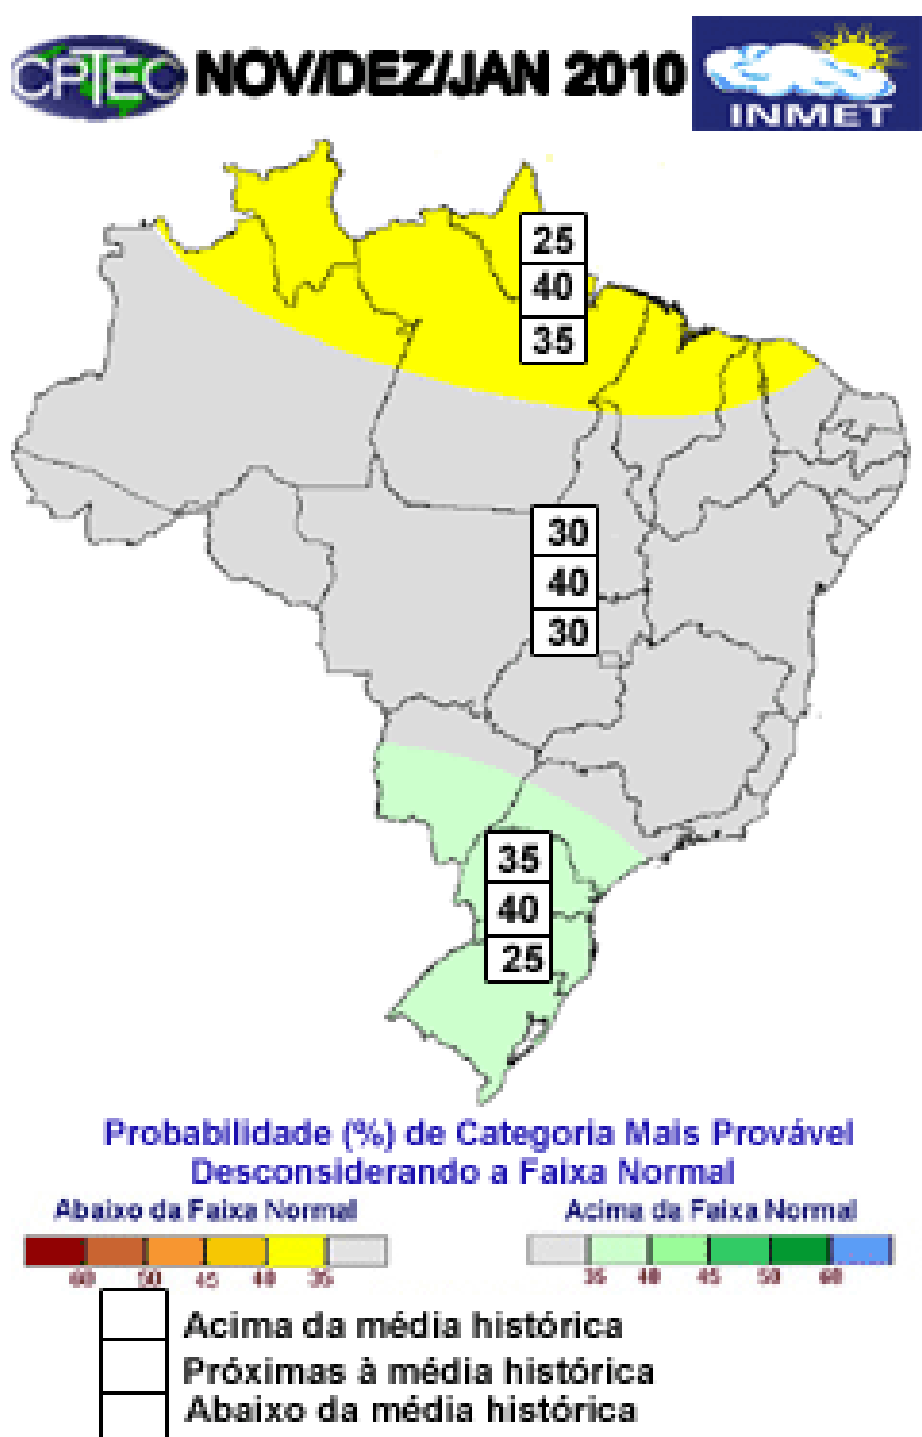 CPTEC NOV/DEZ/JAN 2010 INMET
25
40
35
30
40
30
35
40
25
Probabilidade (%) de Categoria Mais Provável
Desconsiderando a Faixa Normal
Abaixo da Faixa Normal Acima da Faixa Normal
60 50 45 40 35 35 40 45 50 60
Acima da média histórica
Próximas à média histórica
Abaixo da média histórica